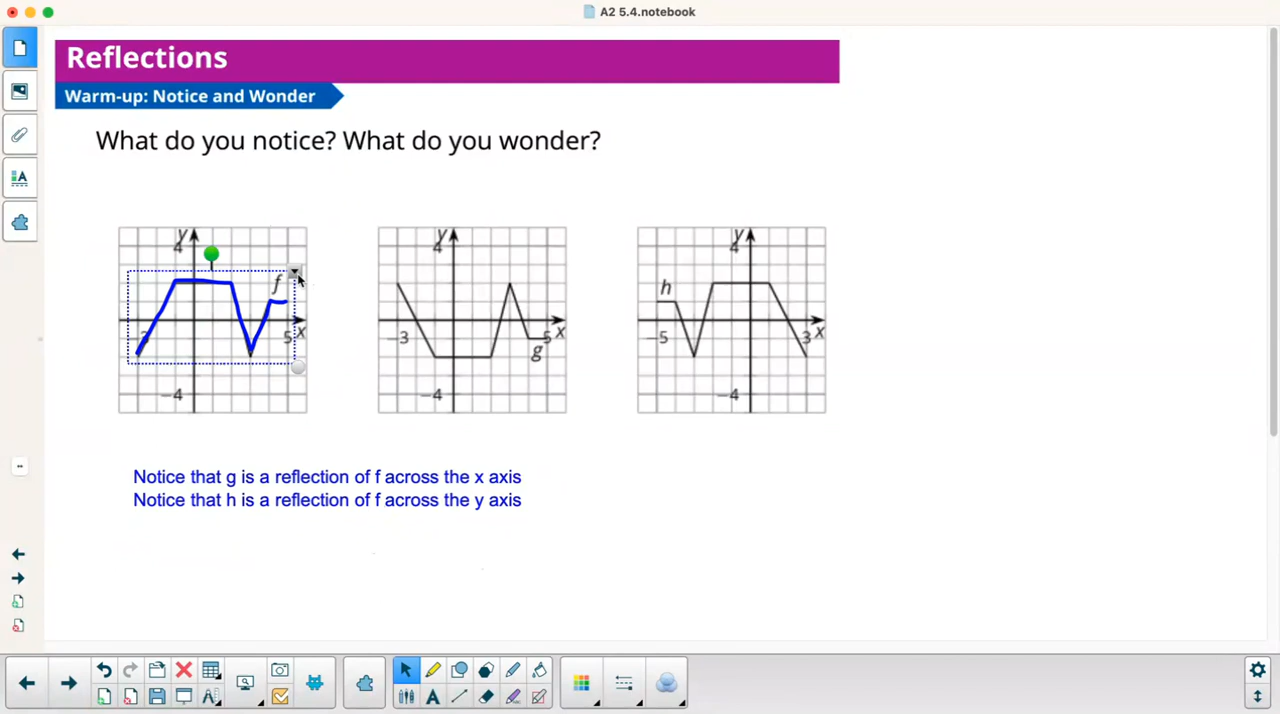 A2 5.4.notebook
Reflections
Warm-up: Notice and Wonder
What do you notice? What do you wonder?
y
4
f
-3
5
x
-4
y
4
-3
5
x
g
-4
y
4
h
-5
3
x
-4
Notice that g is a reflection of f across the x axis
Notice that h is a reflection of f across the y axis